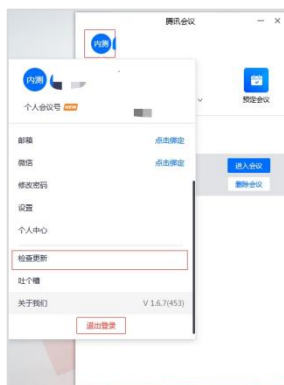 腾讯会议
内测
内测
个人会议号 NEW
预定会议
邮箱 点击绑定
微信 点击绑定
进入会议
修改密码
删除会议
设置
个人中心
检查更新
吐个槽
关于我们 V 1.6.7(453)
退出登录